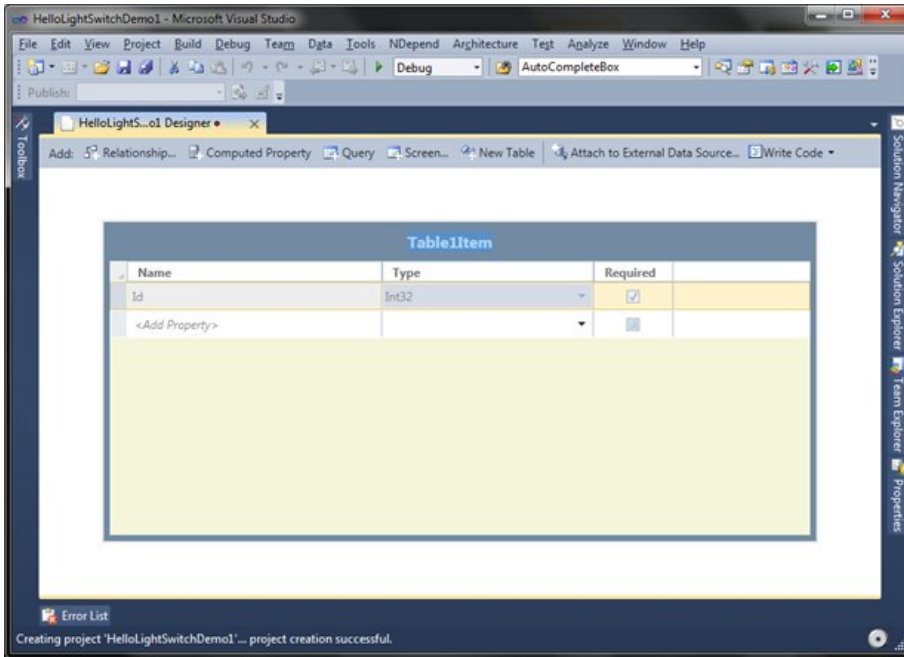 HelloLightSwitchDemo1 - Microsoft Visual Studio
File Edit View Project Build Debug Team Data Tools NDepend Architecture Test Analyze Window Help
Debug AutoCompleteBox
Publish:
HelloLightS...o1 Designer
Toolbox
Add: Relationship... Computed Property Query Screen... New Table Attach to External Data Source... Write Code
Table1Item
Name Type Required
Id Int32
<Add Property>
Solution Navigator
Solution Explorer
Team Explorer
Properties
Error List
Creating project 'HelloLightSwitchDemo1'... project creation successful.